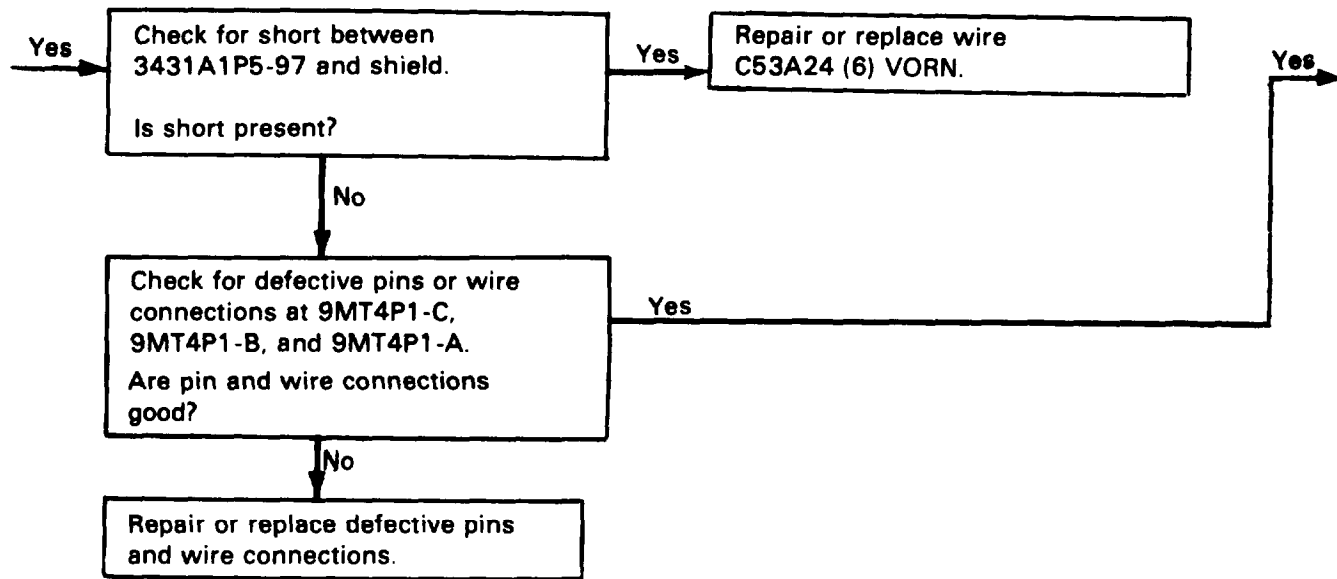 Yes
Check for short between
3431A1P5-97 and shield.
Is short present?
Yes
Repair or replace wire
C53A24 (6) VORN.
Yes
No
Check for defective pins or wire
connections at 9MT4P1-C,
9MT4P1-B, and 9MT4P1-A.
Are pin and wire connections
good?
Yes
No
Repair or replace defective pins
and wire connections.